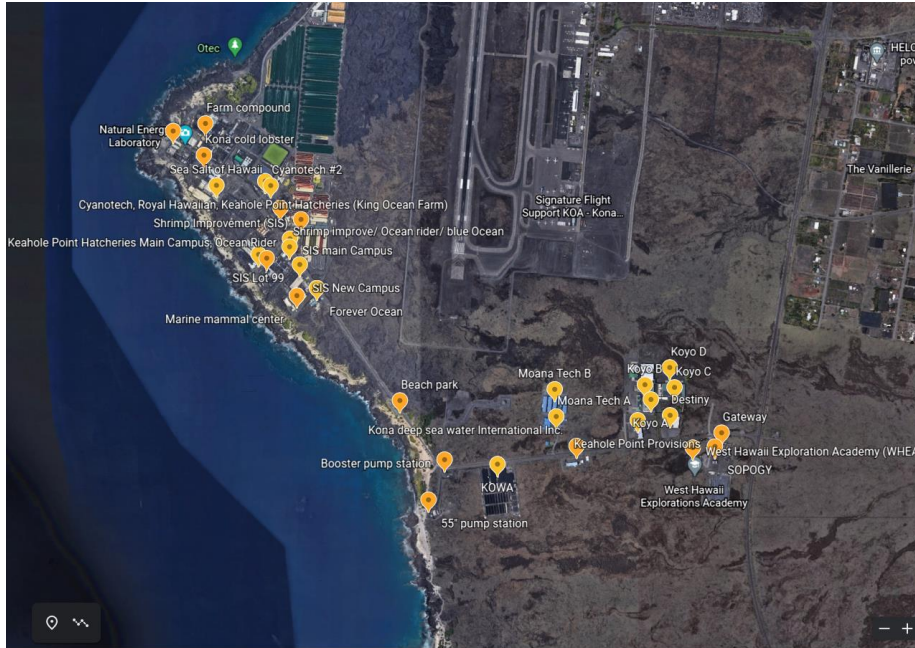 Otec
HELC
pov
Farm compound
Natural Energ
Laboratory
Kona cold lobster
Sea Salt of Hawaii
Cyanotech #2
The Vanillerie
Cyanotech, Royal Hawaiian, Keahole Point Hatcheries (King Ocean Farm)
Signature Flight
Support KOA - Kona...
Shrimp Improvement (SIS)
Shrimp improve/ Ocean rider/ blue Ocean
Keahole Point Hatcheries Main Campus, Ocean Rider
SIS main Campus
SIS Lot 99
SIS New Campus
Forever Ocean
Marine mammal center
Koyo D
Koyo B
Koyo C
Moana Tech B
Beach park
Moana Tech A
Destiny
Gateway
Koyo A
Kona deep sea water International Inc
Keahole Point Provisions
West Hawaii Exploration Academy (WHEA
Booster pump station
SOPOGY
KOWA
West Hawaii
Explorations Academy
55" pump station